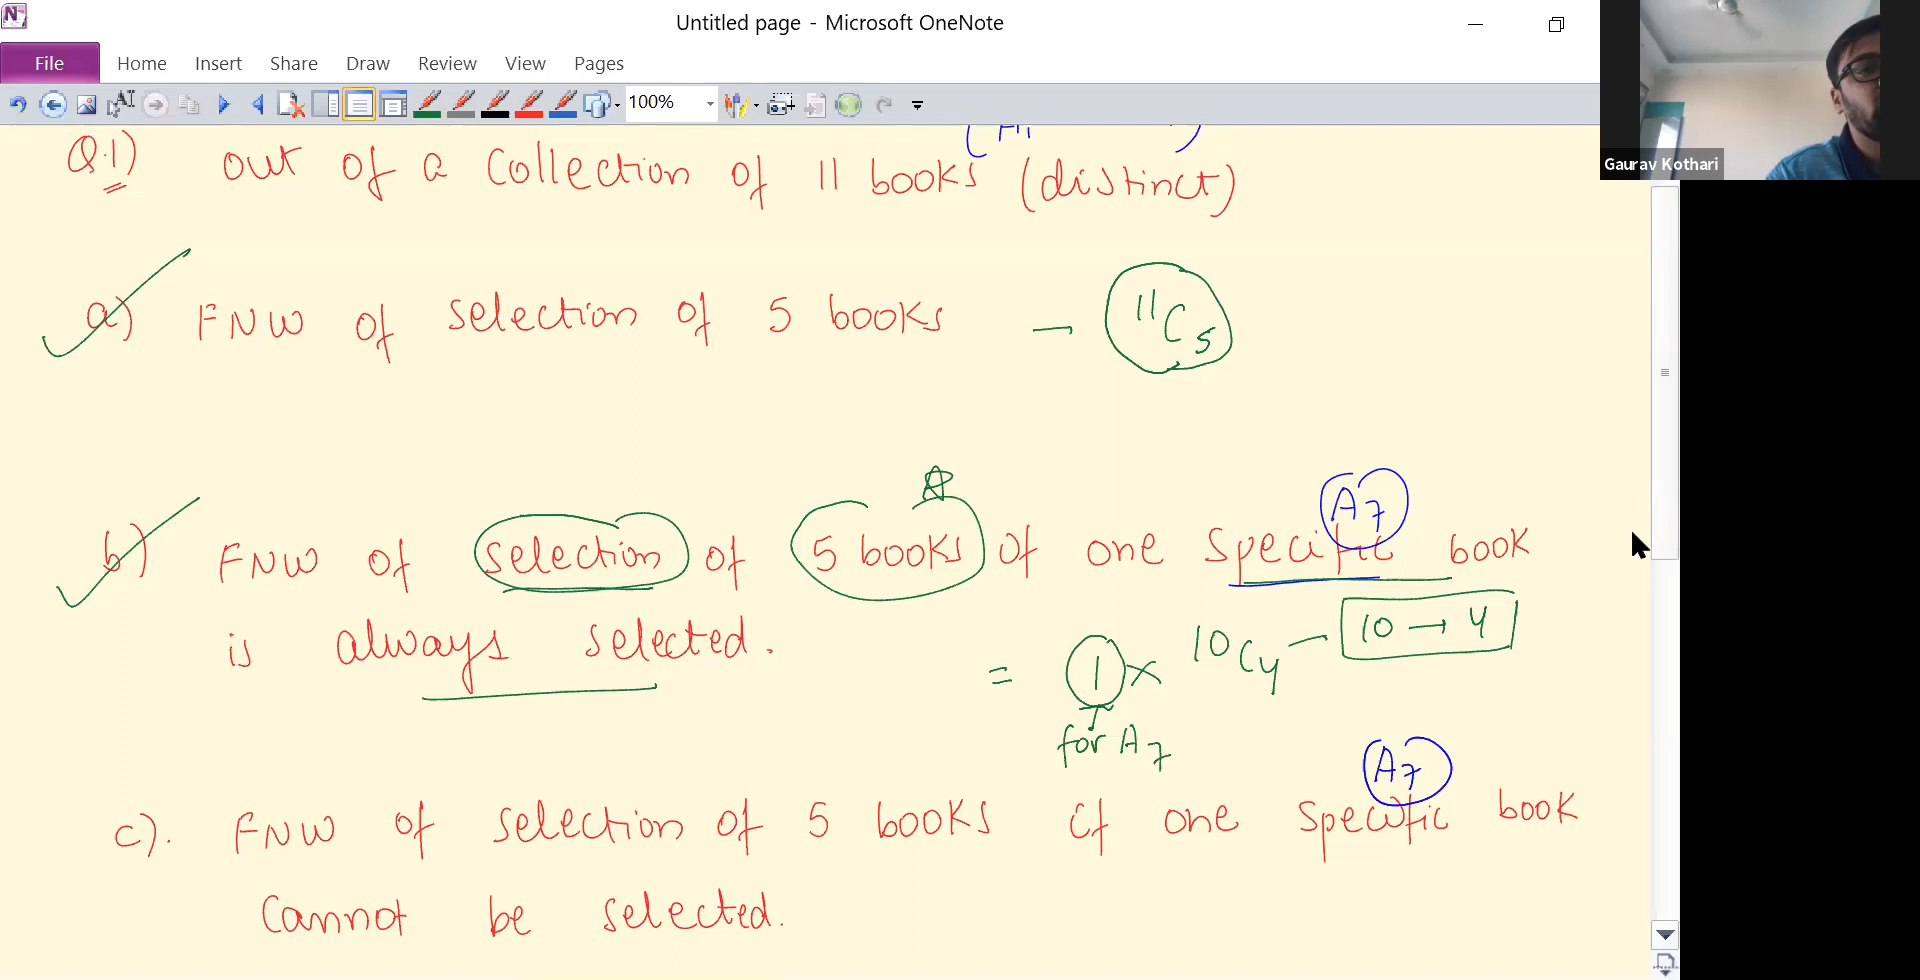 Untitled page - Microsoft OneNote
File Home Insert Share Draw Review View Pages
100%
Gaurav Kothari
Q.1) out of a collection of 11 books (distinct)
a) FNW of selection of 5 books — 11C5
A7
b) FNW of selection of 5 books of one specific book
is always selected.
= 1 × 10C4 — 10 → 4
for A7
A7
c). FNW of selection of 5 books if one specific book
cannot be selected.